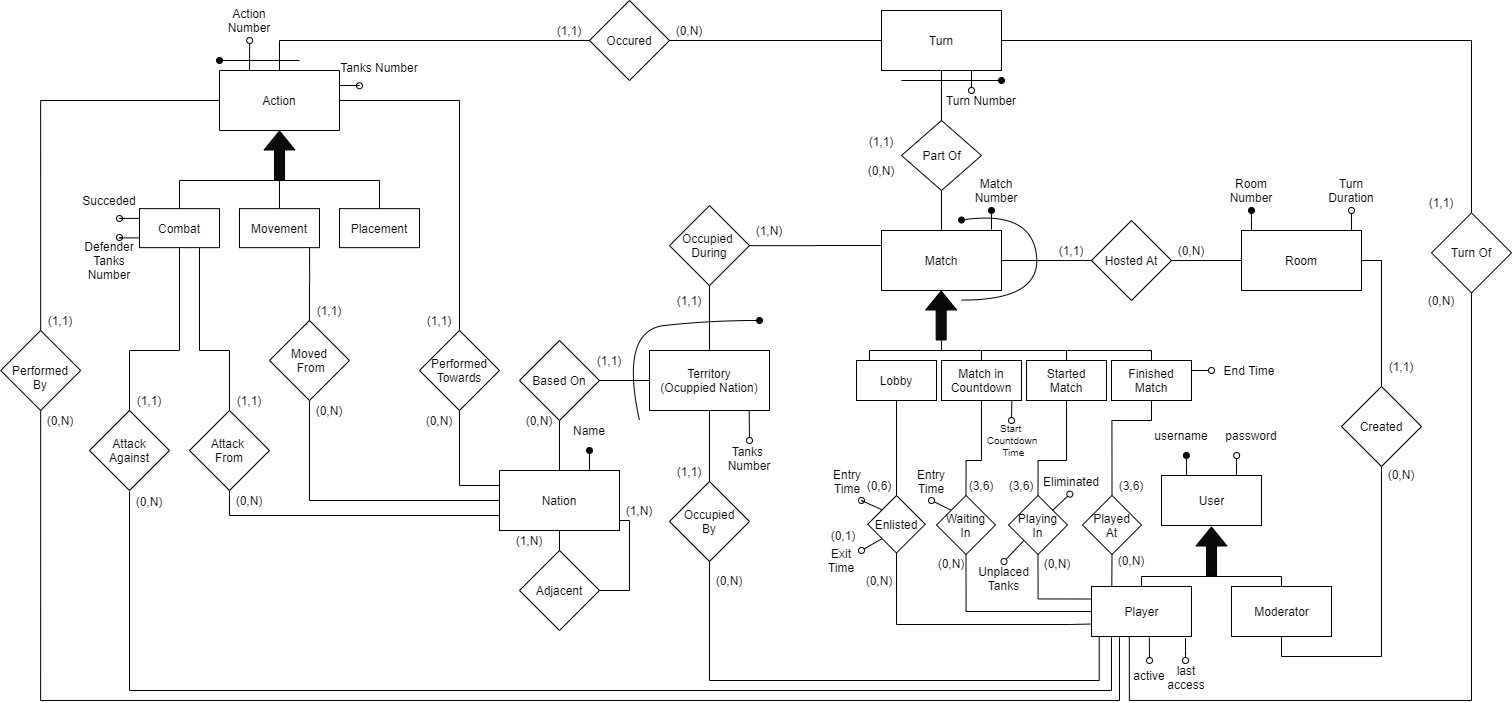 Action
Number
(1,1)
Occured
(0,N)
Turn
Tanks Number
Action
Turn Number
(1,1)
Part Of
(0,N)
Succeded
Combat
Movement
Placement
Defender
Tanks
Number
Match
Number
Room
Number
Turn
Duration
(1,1)
Occupied
During
(1,N)
Match
(1,1)
Hosted At
(0,N)
Room
Turn Of
(1,1)
(0,N)
(1,1)
Performed
By
(0,N)
(1,1)
Moved
From
(0,N)
(1,1)
Performed
Towards
(0,N)
Based On
(1,1)
(0,N)
Territory
(Ocuppied Nation)
Lobby
Match in
Countdown
Started
Match
Finished
Match
End Time
(1,1)
Created
(0,N)
(1,1)
Attack
Against
(0,N)
(1,1)
Attack
From
(0,N)
Name
Tanks
Number
Start
Countdown
Time
username
password
(1,1)
Occupied
By
(0,N)
Nation
(1,N)
(1,N)
Adjacent
Entry
Time
(0,6)
Enlisted
(0,1)
Exit
Time
(0,N)
Entry
Time
(3,6)
Waiting
In
(0,N)
(3,6)
Eliminated
Playing
In
Unplaced
Tanks
(0,N)
(3,6)
Played
At
(0,N)
User
Player
Moderator
active
last
access